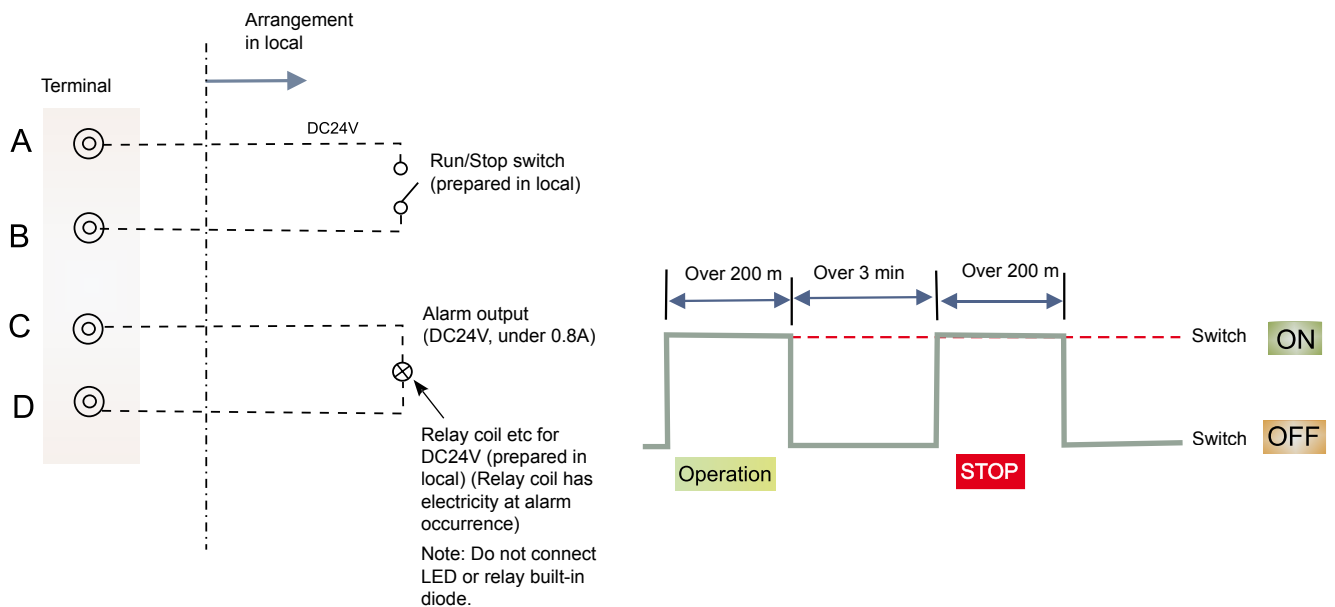 Arrangement
in local
Terminal
A
DC24V
Run/Stop switch
(prepared in local)
B
C
Alarm output
(DC24V, under 0.8A)
D
Relay coil etc for
DC24V (prepared in
local) (Relay coil has
electricity at alarm
occurrence)
Note: Do not connect
LED or relay built-in
diode.
Over 200 m
Over 3 min
Over 200 m
Switch
ON
Switch
OFF
Operation
STOP